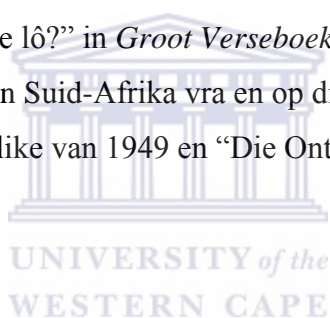 e lô?” in Groot Verseboek
n Suid-Afrika vra en op di
like van 1949 en “Die Ont
UNIVERSITY of the
WESTERN CAPE